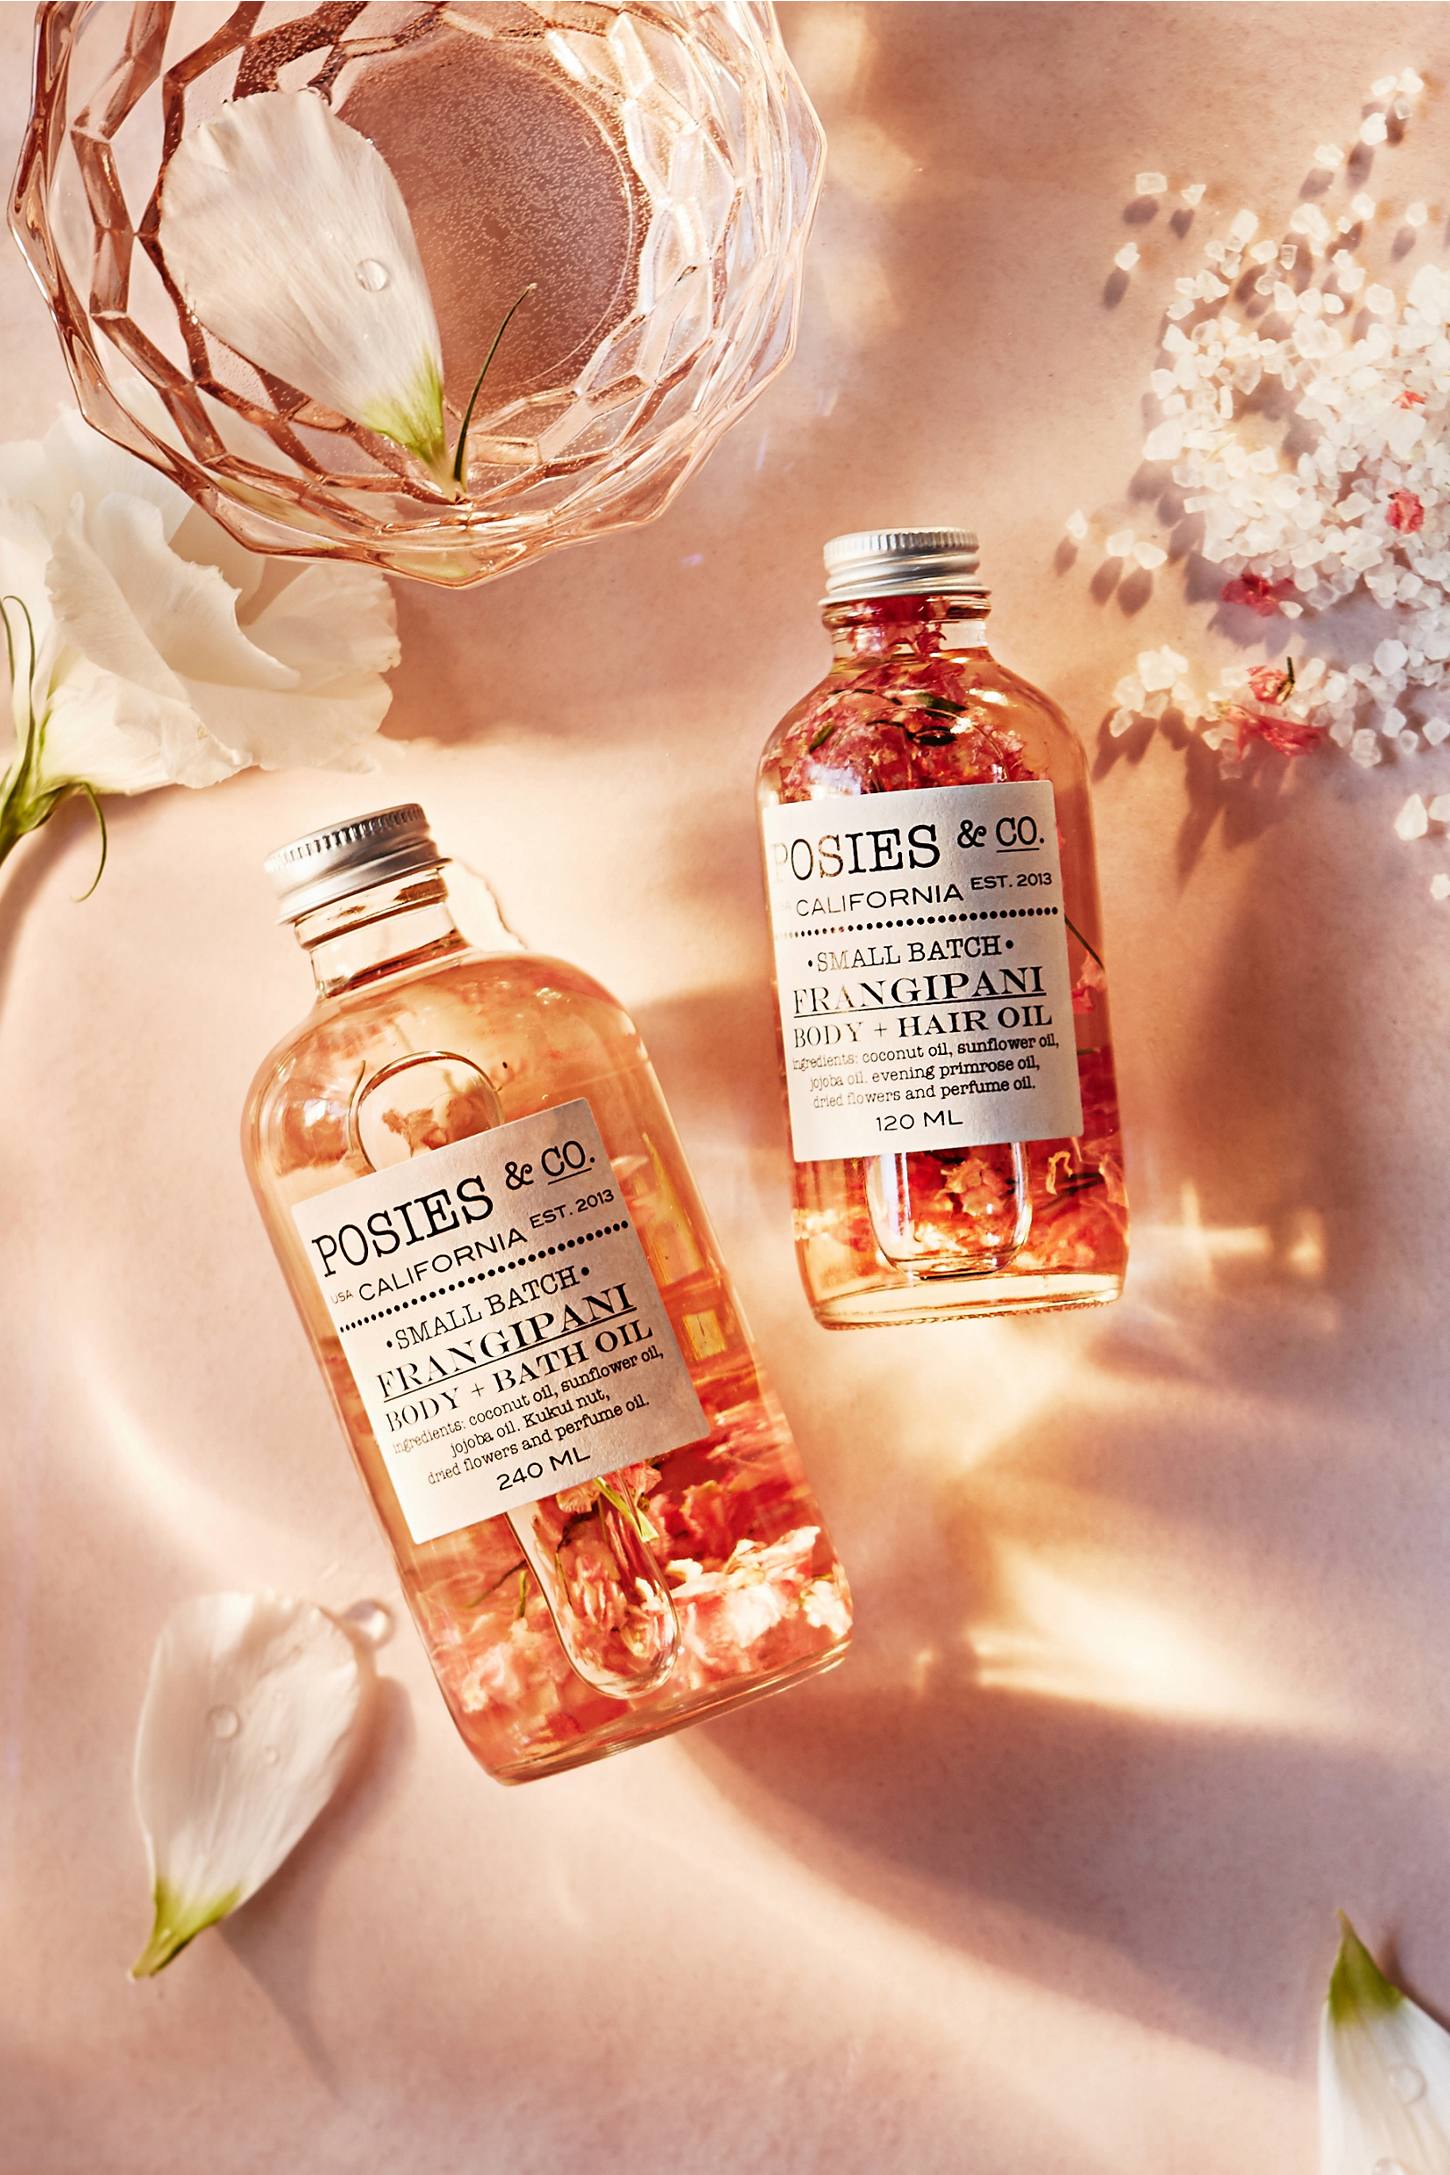 POSIES & CO.
USA CALIFORNIA EST. 2013
•SMALL BATCH•
FRANGIPANI
BODY + BATH OIL
ingredients: coconut oil, sunflower oil,
jojoba oil. Kukui nut,
dried flowers and perfume oil.
240 ML
POSIES & CO.
CALIFORNIA EST. 2013
•SMALL BATCH•
FRANGIPANI
BODY + HAIR OIL
ingredients: coconut oil, sunflower oil,
jojoba oil. evening primrose oil,
dried flowers and perfume oil.
120 ML